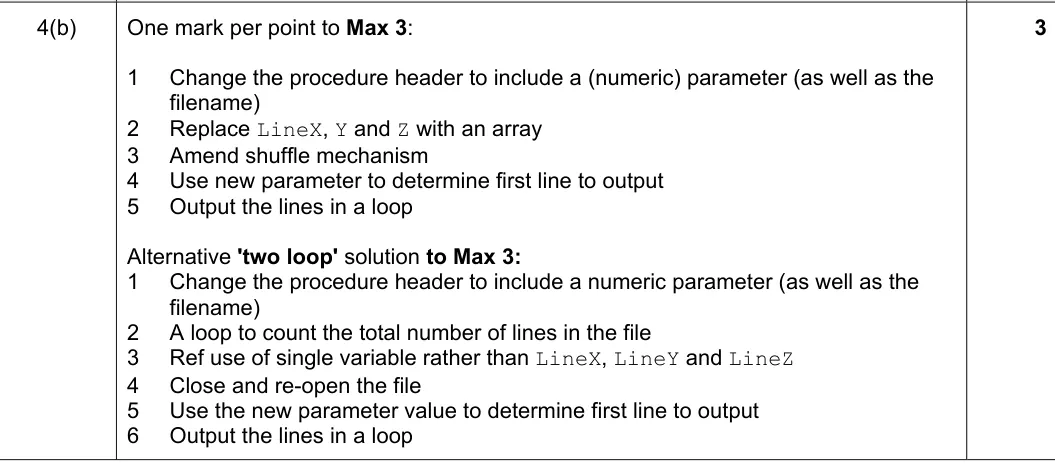 4(b) One mark per point to Max 3: 3
1 Change the procedure header to include a (numeric) parameter (as well as the
filename)
2 Replace LineX, Y and Z with an array
3 Amend shuffle mechanism
4 Use new parameter to determine first line to output
5 Output the lines in a loop
Alternative 'two loop' solution to Max 3:
1 Change the procedure header to include a numeric parameter (as well as the
filename)
2 A loop to count the total number of lines in the file
3 Ref use of single variable rather than LineX, LineY and LineZ
4 Close and re-open the file
5 Use the new parameter value to determine first line to output
6 Output the lines in a loop